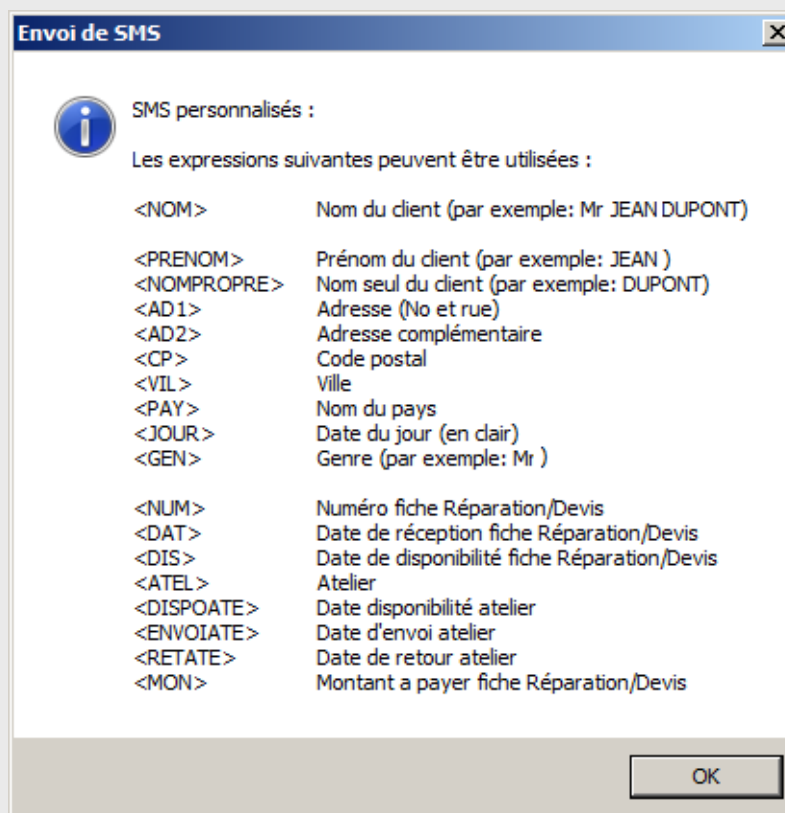 Envoi de SMS
SMS personnalisés :
Les expressions suivantes peuvent être utilisées :
<NOM> Nom du client (par exemple: Mr JEAN DUPONT)
<PRENOM> Prénom du client (par exemple: JEAN )
<NOMPROPRE> Nom seul du client (par exemple: DUPONT)
<AD1> Adresse (No et rue)
<AD2> Adresse complémentaire
<CP> Code postal
<VIL> Ville
<PAY> Nom du pays
<JOUR> Date du jour (en clair)
<GEN> Genre (par exemple: Mr )
<NUM> Numéro fiche Réparation/Devis
<DAT> Date de réception fiche Réparation/Devis
<DIS> Date de disponibilité fiche Réparation/Devis
<ATEL> Atelier
<DISPOATE> Date disponibilité atelier
<ENVOIATE> Date d'envoi atelier
<RETATE> Date de retour atelier
<MON> Montant a payer fiche Réparation/Devis
OK